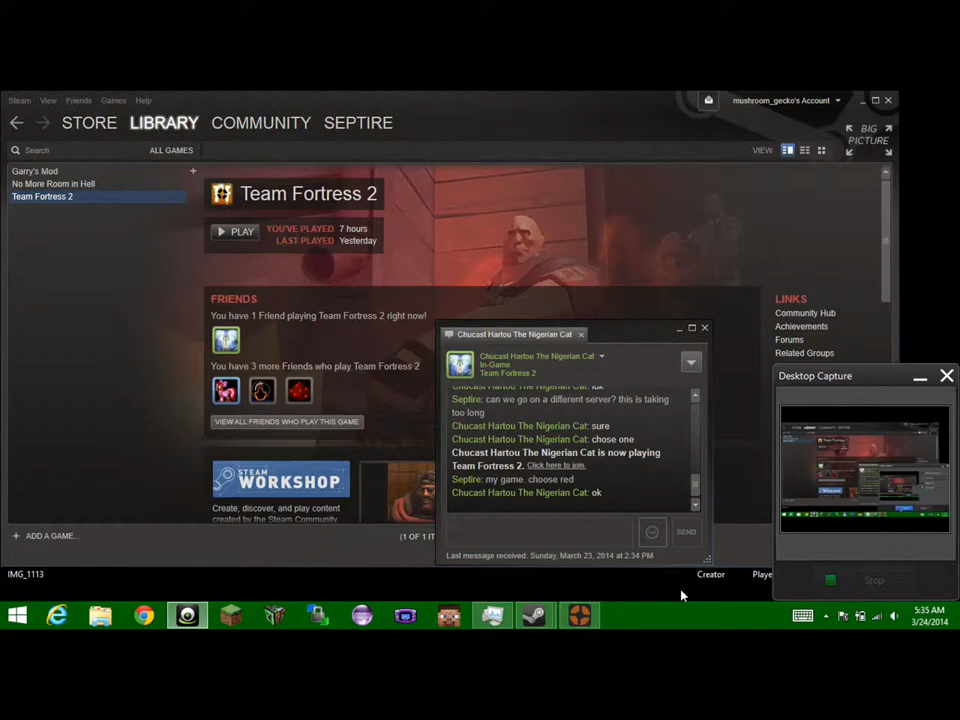 Steam View Friends Games Help
mushroom_gecko's Account
STORE LIBRARY COMMUNITY SEPTIRE
BIG
PICTURE
Search
ALL GAMES
VIEW
Garry's Mod
No More Room in Hell
Team Fortress 2
Team Fortress 2
PLAY
YOU'VE PLAYED 7 hours
LAST PLAYED Yesterday
FRIENDS
You have 1 Friend playing Team Fortress 2 right now!
You have 3 more Friends who play Team Fortress 2
VIEW ALL FRIENDS WHO PLAY THIS GAME
STEAM
WORKSHOP
Create, discover, and play content
created by the Steam Community
LINKS
Community Hub
Achievements
Forums
Related Groups
Chucast Hartou The Nigerian Cat
Chucast Hartou The Nigerian Cat
In-Game
Team Fortress 2
Chucast Hartou The Nigerian Cat: idk
Septire: can we go on a different server? this is taking
too long
Chucast Hartou The Nigerian Cat: sure
Chucast Hartou The Nigerian Cat: chose one
Chucast Hartou The Nigerian Cat is now playing
Team Fortress 2. Click here to join.
Septire: my game. choose red
Chucast Hartou The Nigerian Cat: ok
SEND
Last message received: Sunday, March 23, 2014 at 2:34 PM
Desktop Capture
Stop
ADD A GAME...
(1 OF 1 IT
IMG_1113
Creator
Playe
5:35 AM
3/24/2014